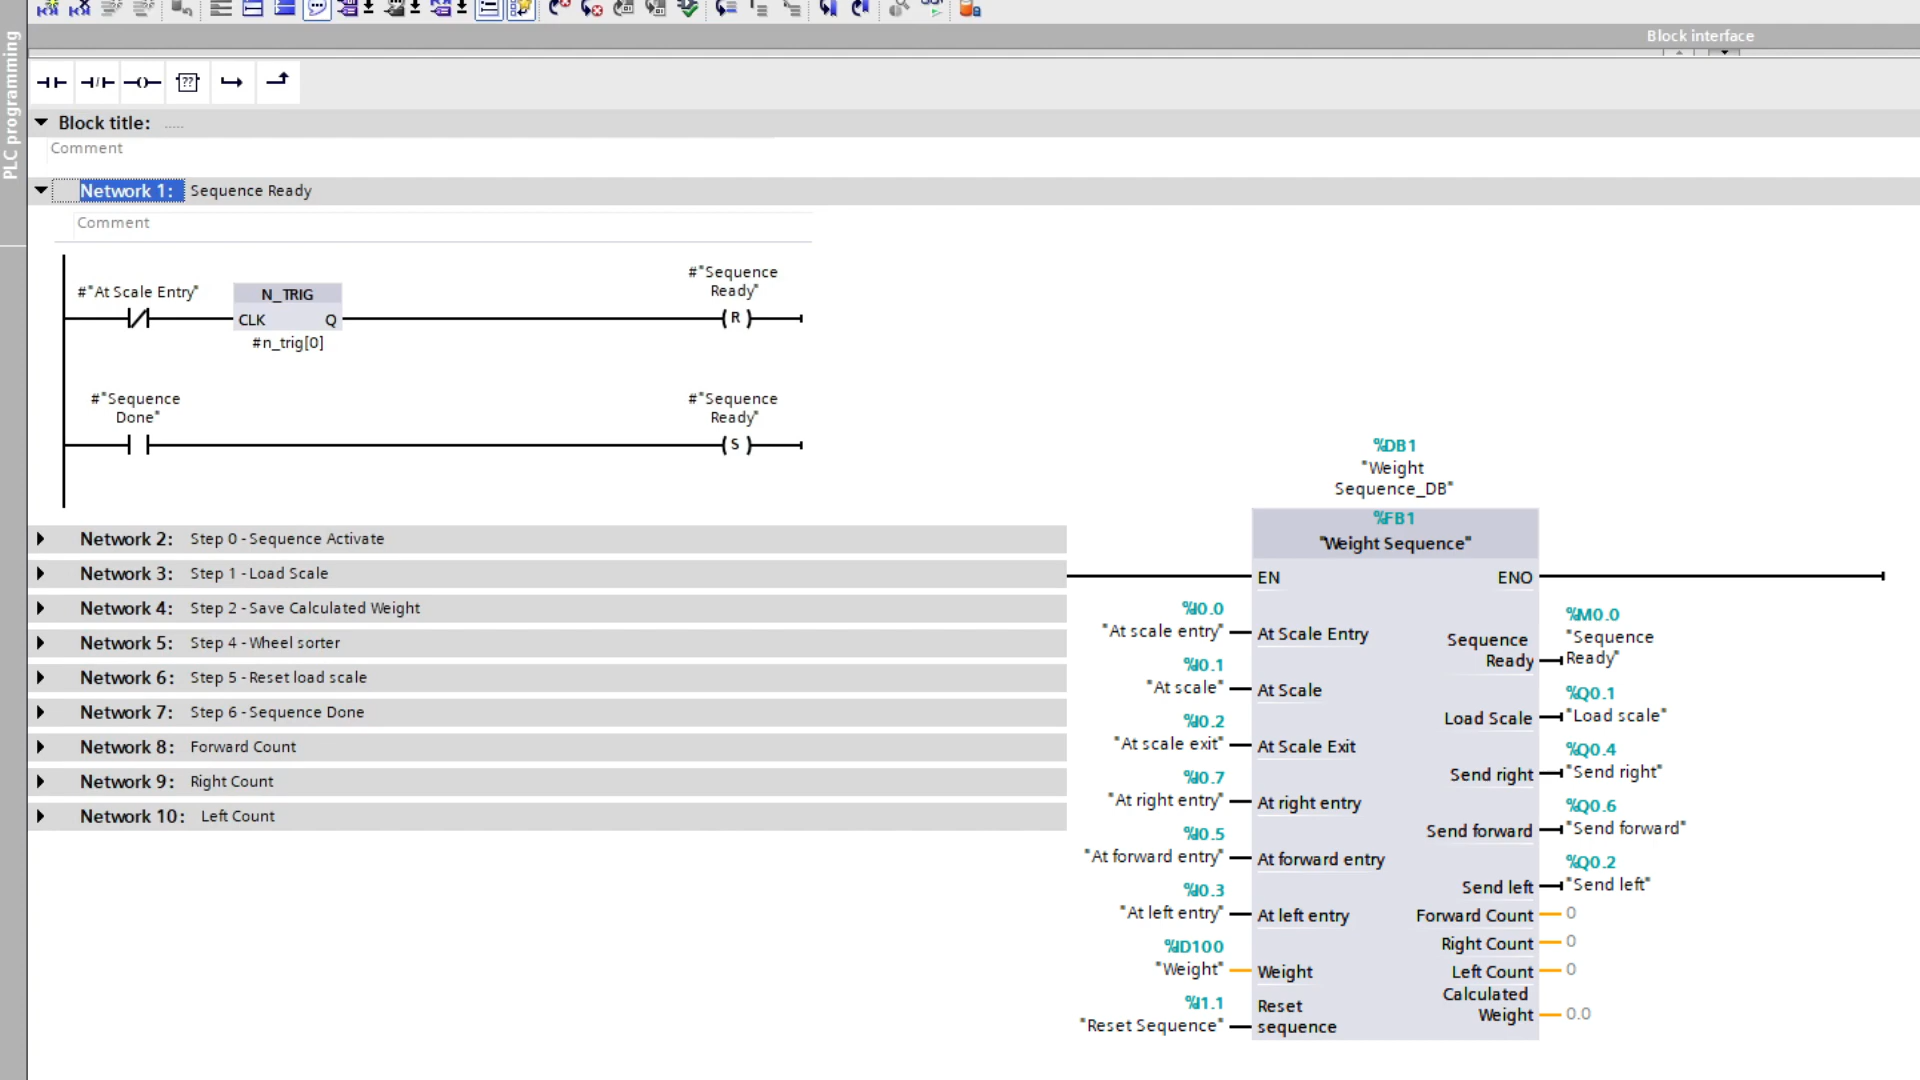 Block interface
PLC programming
??
Block title: .....
Comment
Network 1: Sequence Ready
Comment
#"At Scale Entry"
N_TRIG
CLK Q
#n_trig[0]
#"Sequence
Ready"
R
#"Sequence
Done"
#"Sequence
Ready"
S
Network 2: Step 0 - Sequence Activate
Network 3: Step 1 - Load Scale
Network 4: Step 2 - Save Calculated Weight
Network 5: Step 4 - Wheel sorter
Network 6: Step 5 - Reset load scale
Network 7: Step 6 - Sequence Done
Network 8: Forward Count
Network 9: Right Count
Network 10: Left Count
%DB1
"Weight
Sequence_DB"
%FB1
"Weight Sequence"
EN ENO
%I0.0
"At scale entry" At Scale Entry
%I0.1
"At scale" At Scale
%I0.2
"At scale exit" At Scale Exit
%I0.7
"At right entry" At right entry
%I0.5
"At forward entry" At forward entry
%I0.3
"At left entry" At left entry
%ID100
"Weight" Weight
%I1.1
"Reset Sequence" Reset
sequence
Sequence
Ready
%M0.0
"Sequence
Ready"
%Q0.1
Load Scale "Load scale"
%Q0.4
Send right "Send right"
%Q0.6
Send forward "Send forward"
%Q0.2
Send left "Send left"
Forward Count 0
Right Count 0
Left Count 0
Calculated
Weight 0.0